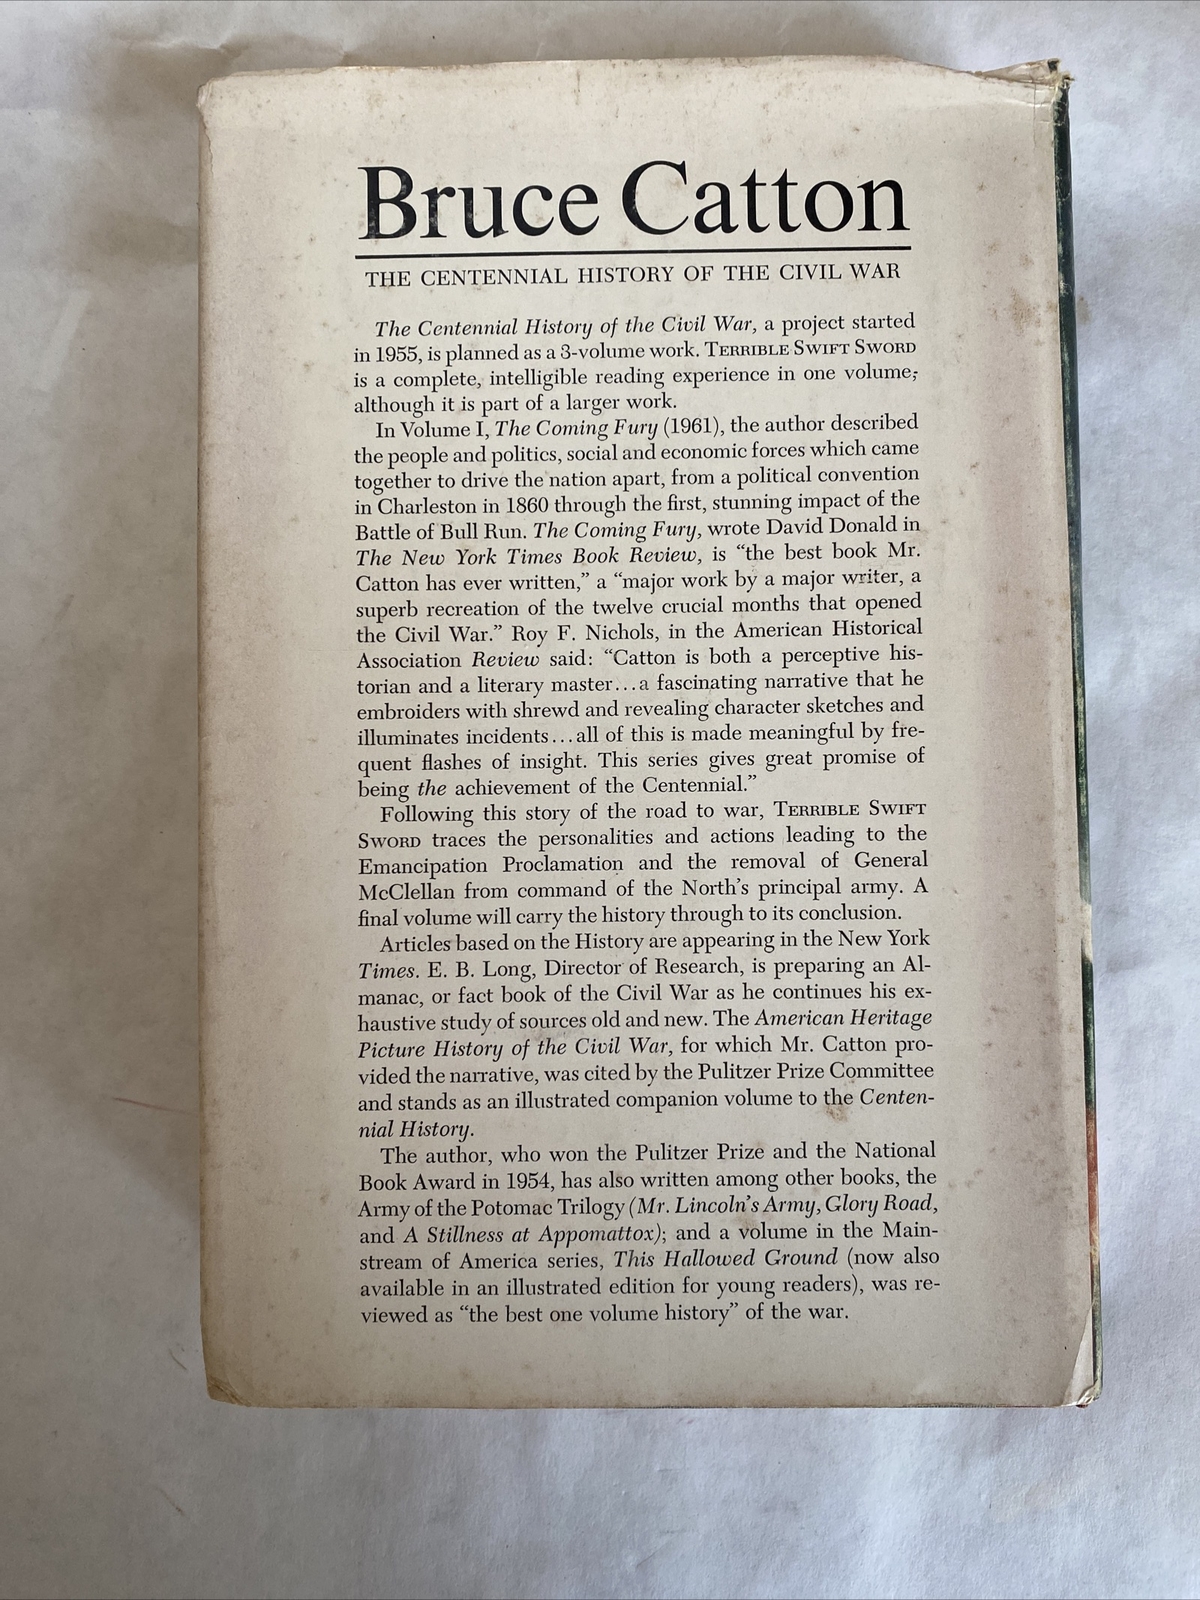 Bruce Catton
THE CENTENNIAL HISTORY OF THE CIVIL WAR
The Centennial History of the Civil War, a project started
in 1955, is planned as a 3-volume work. TERRIBLE SWIFT SWORD
is a complete, intelligible reading experience in one volume;
although it is part of a larger work.
In Volume I, The Coming Fury (1961), the author described
the people and politics, social and economic forces which came
together to drive the nation apart, from a political convention
in Charleston in 1860 through the first, stunning impact of the
Battle of Bull Run. The Coming Fury, wrote David Donald in
The New York Times Book Review, is “the best book Mr.
Catton has ever written,” a “major work by a major writer, a
superb recreation of the twelve crucial months that opened
the Civil War.” Roy F. Nichols, in the American Historical
Association Review said: “Catton is both a perceptive his-
torian and a literary master...a fascinating narrative that he
embroiders with shrewd and revealing character sketches and
illuminates incidents...all of this is made meaningful by fre-
quent flashes of insight. This series gives great promise of
being the achievement of the Centennial.”
Following this story of the road to war, TERRIBLE SWIFT
SWORD traces the personalities and actions leading to the
Emancipation Proclamation and the removal of General
McClellan from command of the North’s principal army. A
final volume will carry the history through to its conclusion.
Articles based on the History are appearing in the New York
Times. E. B. Long, Director of Research, is preparing an Al-
manac, or fact book of the Civil War as he continues his ex-
haustive study of sources old and new. The American Heritage
Picture History of the Civil War, for which Mr. Catton pro-
vided the narrative, was cited by the Pulitzer Prize Committee
and stands as an illustrated companion volume to the Centen-
nial History.
The author, who won the Pulitzer Prize and the National
Book Award in 1954, has also written among other books, the
Army of the Potomac Trilogy (Mr. Lincoln’s Army, Glory Road,
and A Stillness at Appomattox); and a volume in the Main-
stream of America series, This Hallowed Ground (now also
available in an illustrated edition for young readers), was re-
viewed as “the best one volume history” of the war.